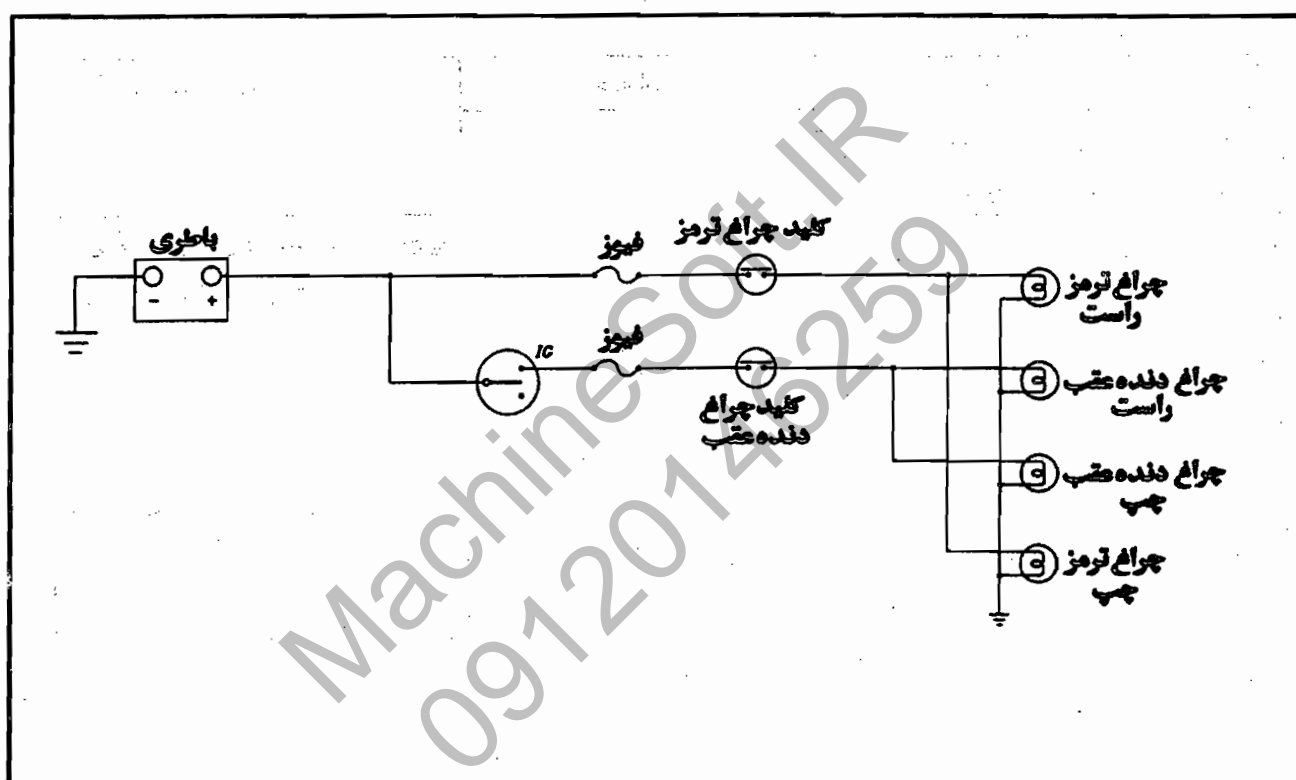 باطری
- +
فیوز
کلید چراغ ترمز
IG
فیوز
کلید چراغ
دنده عقب
چراغ ترمز
راست
چراغ دنده عقب
راست
چراغ دنده عقب
چپ
چراغ ترمز
چپ
MachineSoft.IR
09120146259